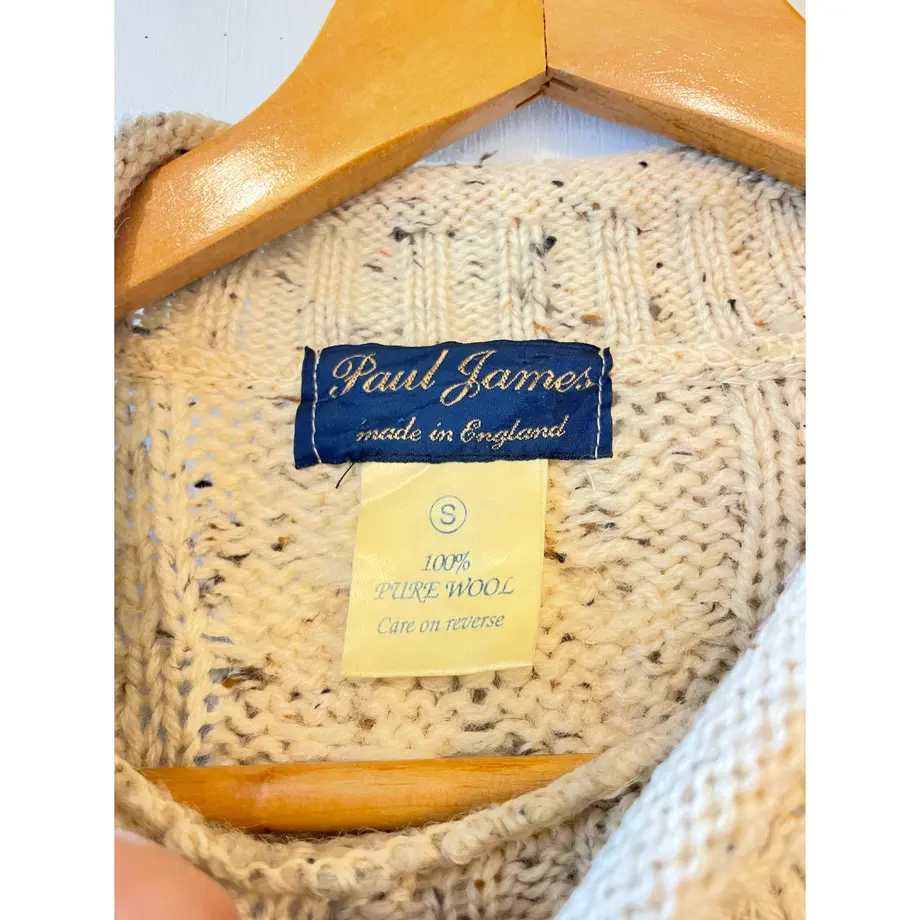 Paul James
made in England
S
100%
PURE WOOL
Care on reverse